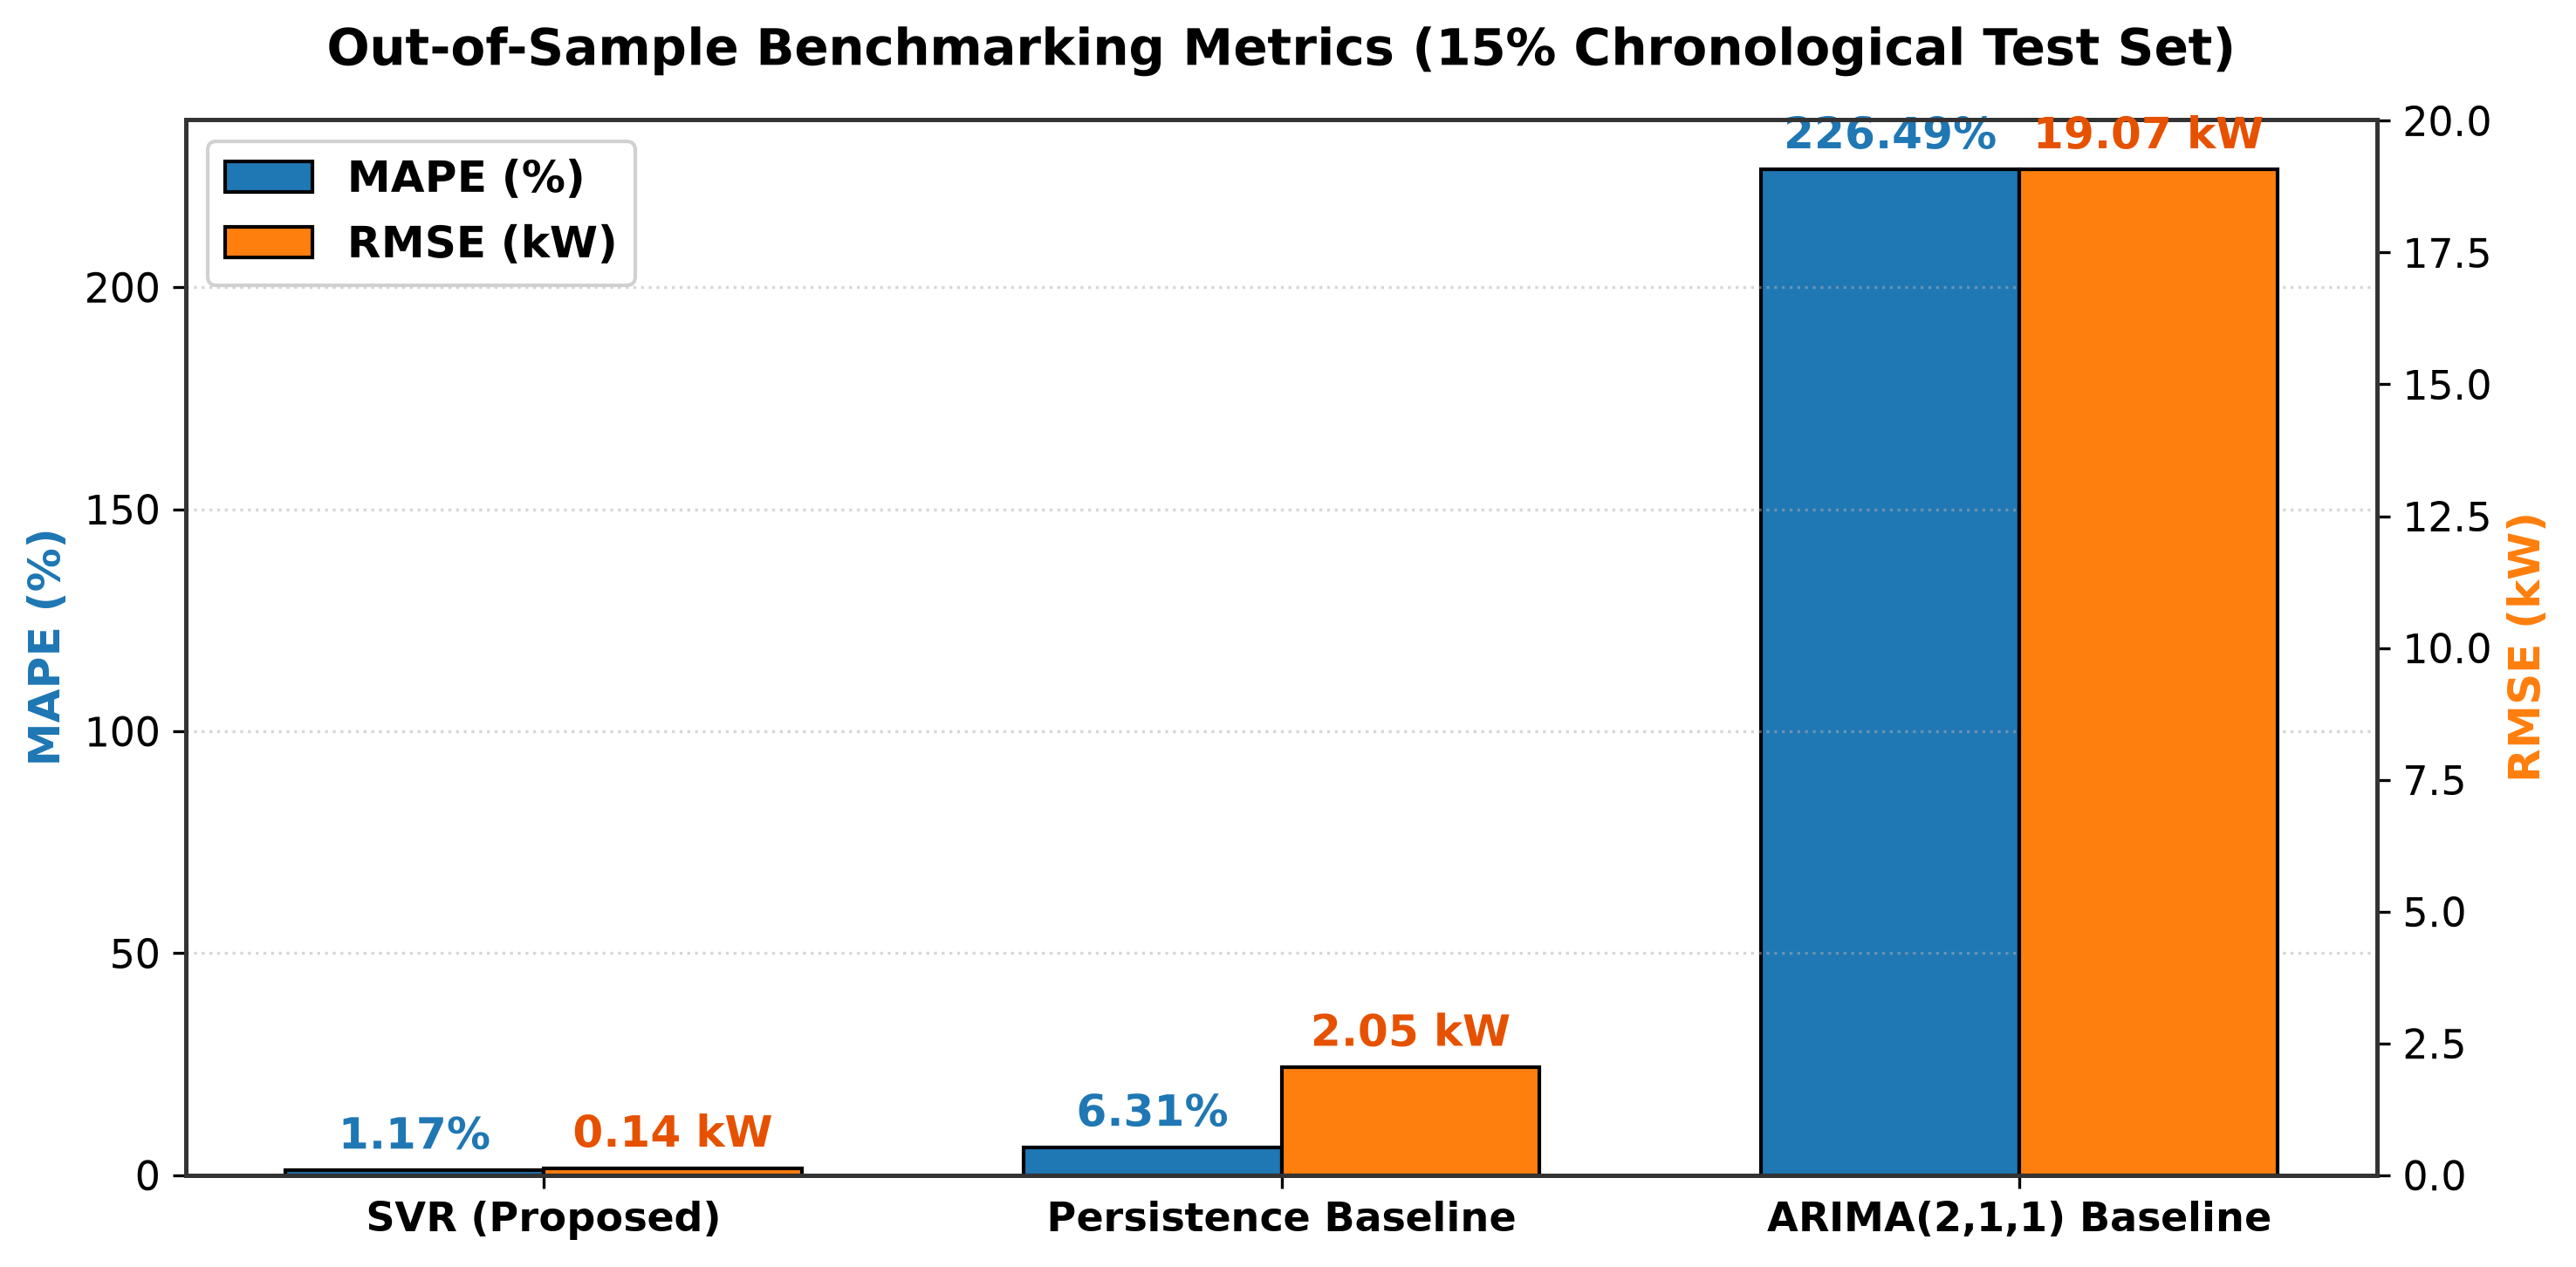 Out-of-Sample Benchmarking Metrics (15% Chronological Test Set)
MAPE (%)
RMSE (kW)
226.49% 19.07 kW
1.17% 0.14 kW
6.31% 2.05 kW
MAPE (%)
200
150
100
50
0
RMSE (kW)
20.0
17.5
15.0
12.5
10.0
7.5
5.0
2.5
0.0
SVR (Proposed) Persistence Baseline ARIMA(2,1,1) Baseline